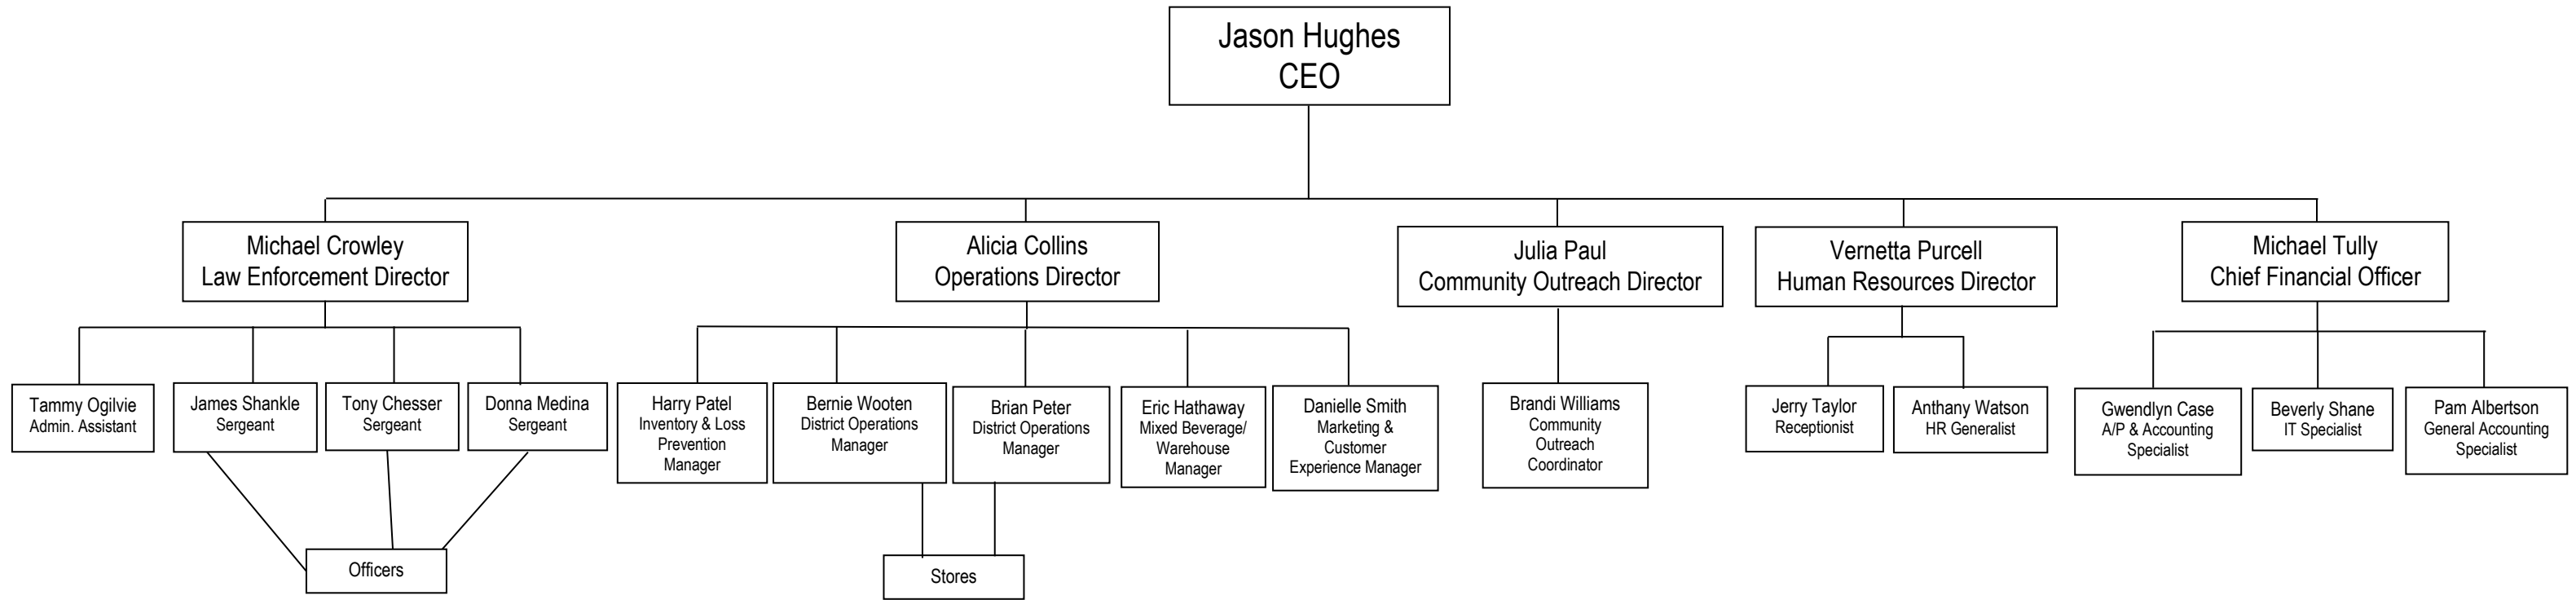 Jason Hughes
CEO
Michael Crowley
Law Enforcement Director
Alicia Collins
Operations Director
Julia Paul
Community Outreach Director
Vernetta Purcell
Human Resources Director
Michael Tully
Chief Financial Officer
Tammy Ogilvie
Admin. Assistant
James Shankle
Sergeant
Tony Chesser
Sergeant
Donna Medina
Sergeant
Harry Patel
Inventory & Loss
Prevention
Manager
Bernie Wooten
District Operations
Manager
Brian Peter
District Operations
Manager
Eric Hathaway
Mixed Beverage/
Warehouse
Manager
Danielle Smith
Marketing &
Customer
Experience Manager
Brandi Williams
Community
Outreach
Coordinator
Jerry Taylor
Receptionist
Anthany Watson
HR Generalist
Gwendlyn Case
A/P & Accounting
Specialist
Beverly Shane
IT Specialist
Pam Albertson
General Accounting
Specialist
Officers
Stores